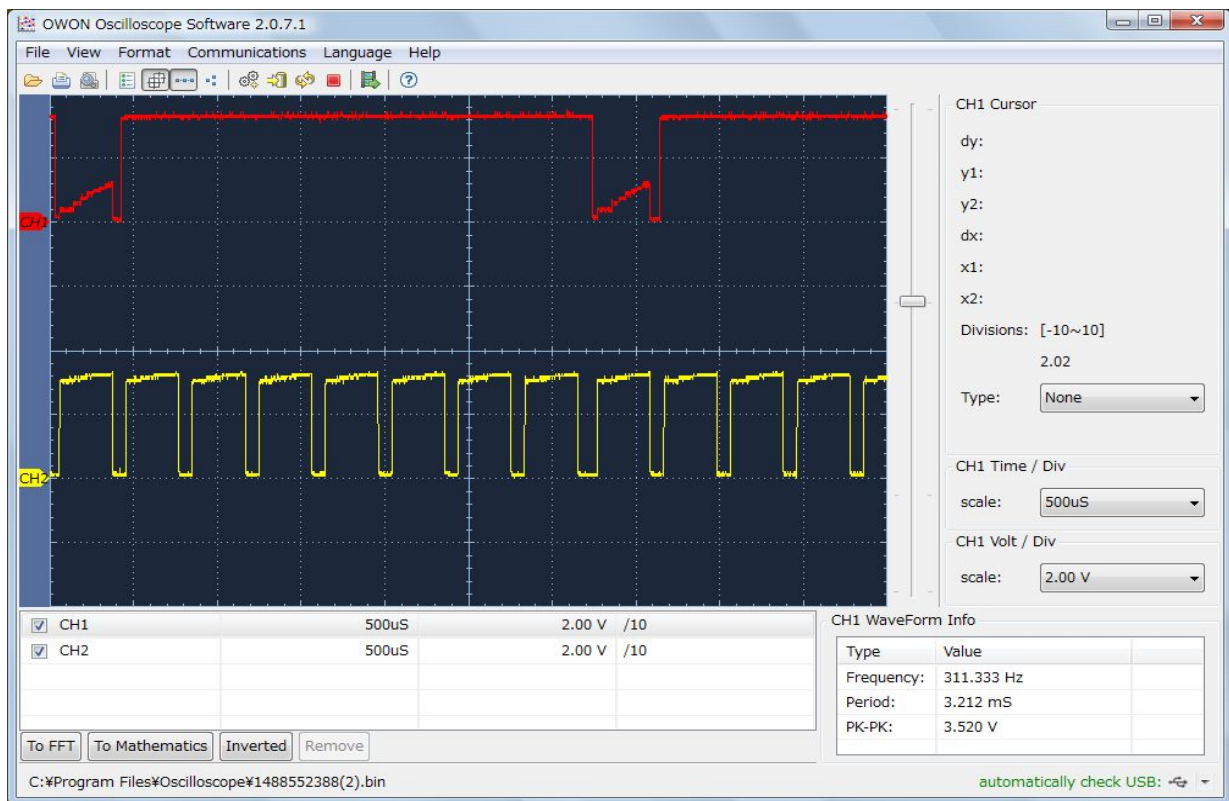 OWON Oscilloscope Software 2.0.7.1
File View Format Communications Language Help
CH1
CH2
CH1 Cursor
dy:
y1:
y2:
dx:
x1:
x2:
Divisions: [-10~10]
2.02
Type: None
CH1 Time / Div
scale: 500uS
CH1 Volt / Div
scale: 2.00 V
CH1 500uS 2.00 V /10
CH2 500uS 2.00 V /10
To FFT To Mathematics Inverted Remove
CH1 WaveForm Info
Type Value
Frequency: 311.333 Hz
Period: 3.212 mS
PK-PK: 3.520 V
C:¥Program Files¥Oscilloscope¥1488552388(2).bin
automatically check USB: